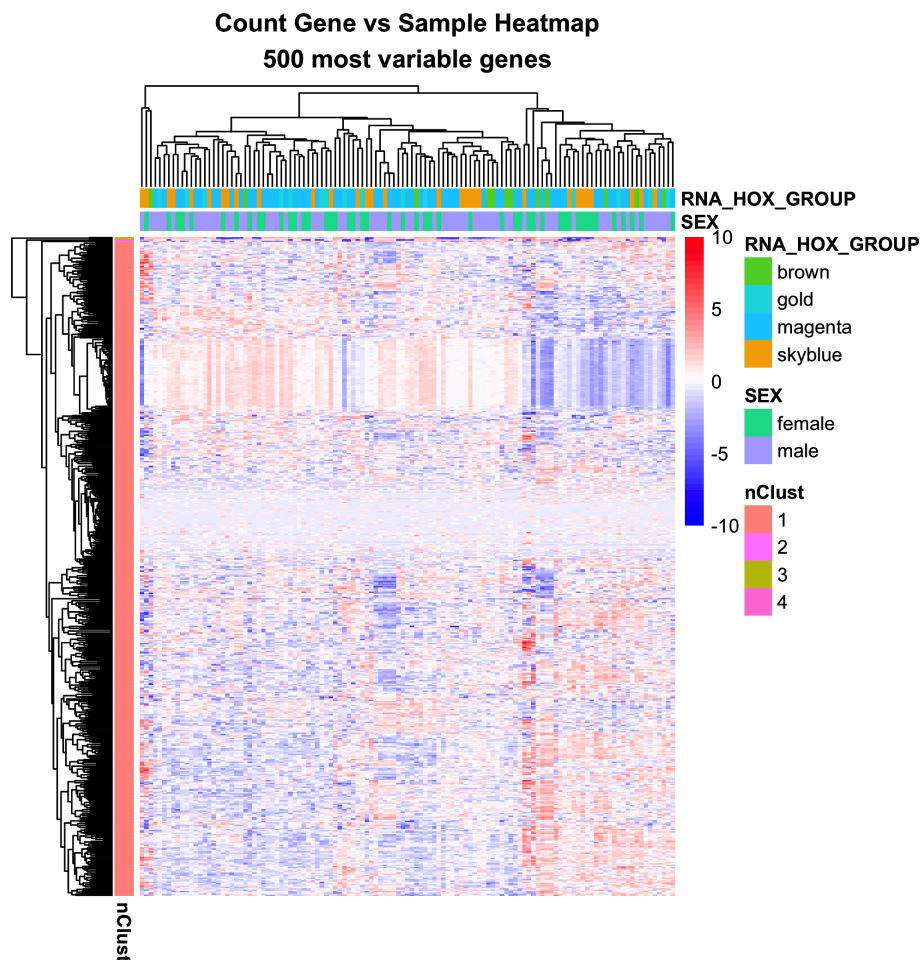 Count Gene vs Sample Heatmap
500 most variable genes
RNA_HOX_GROUP
SEX
10
5
0
-5
-10
RNA_HOX_GROUP
brown
gold
magenta
skyblue
SEX
female
male
nClust
1
2
3
4
nClust